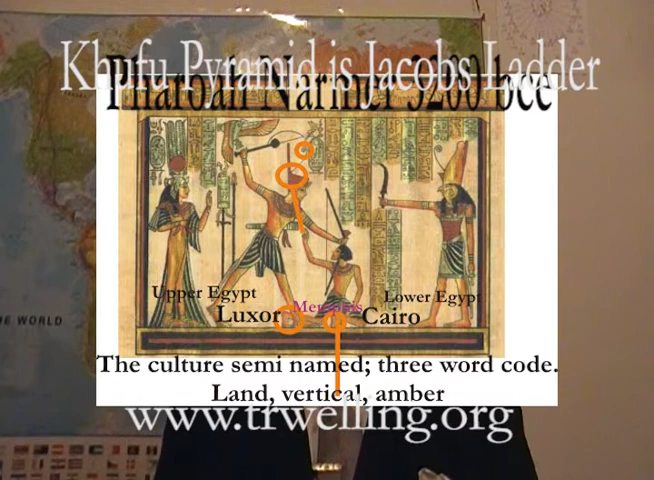 Khufu Pyramid is Jacobs Ladder
Pharoah Narmer 3200 bce
Upper Egypt
Memphis
Lower Egypt
Luxor
Cairo
E WORLD
The culture semi named; three word code.
Land, vertical, amber
www.trwelling.org